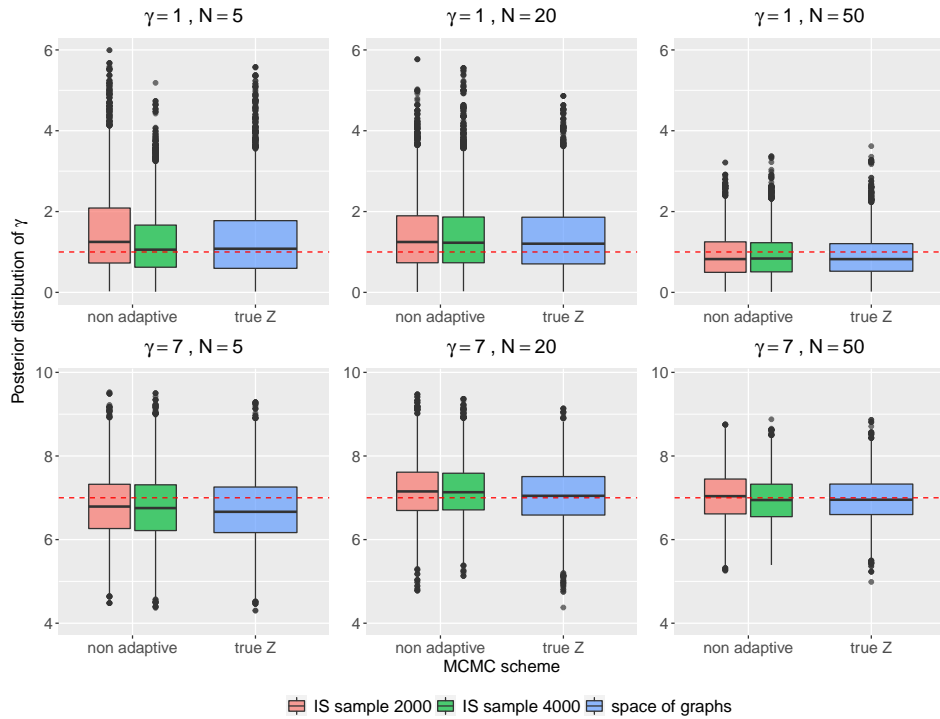 γ = 1 , N = 5
γ = 1 , N = 20
γ = 1 , N = 50
6
4
2
0
6
4
2
0
6
4
2
0
non adaptive
true Z
non adaptive
true Z
non adaptive
true Z
Posterior distribution of γ
γ = 7 , N = 5
γ = 7 , N = 20
γ = 7 , N = 50
10
8
6
4
10
8
6
4
10
8
6
4
non adaptive
true Z
non adaptive
true Z
non adaptive
true Z
MCMC scheme
IS sample 2000
IS sample 4000
space of graphs